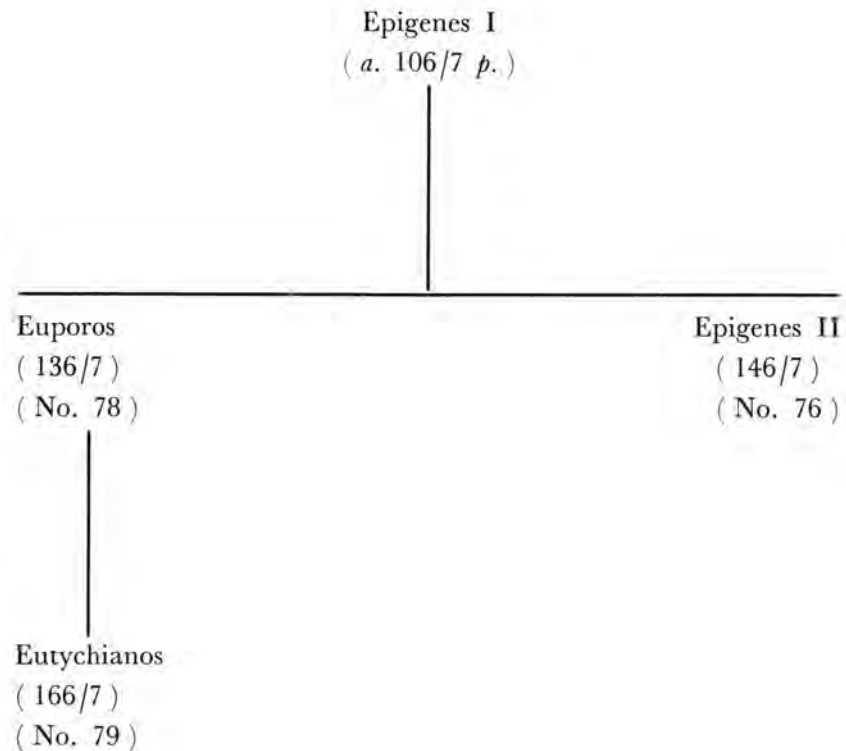 Epigenes I
( a. 106/7 p. )
Euporos
( 136/7 )
( No. 78 )
Epigenes II
( 146/7 )
( No. 76 )
Eutychianos
( 166/7 )
( No. 79 )